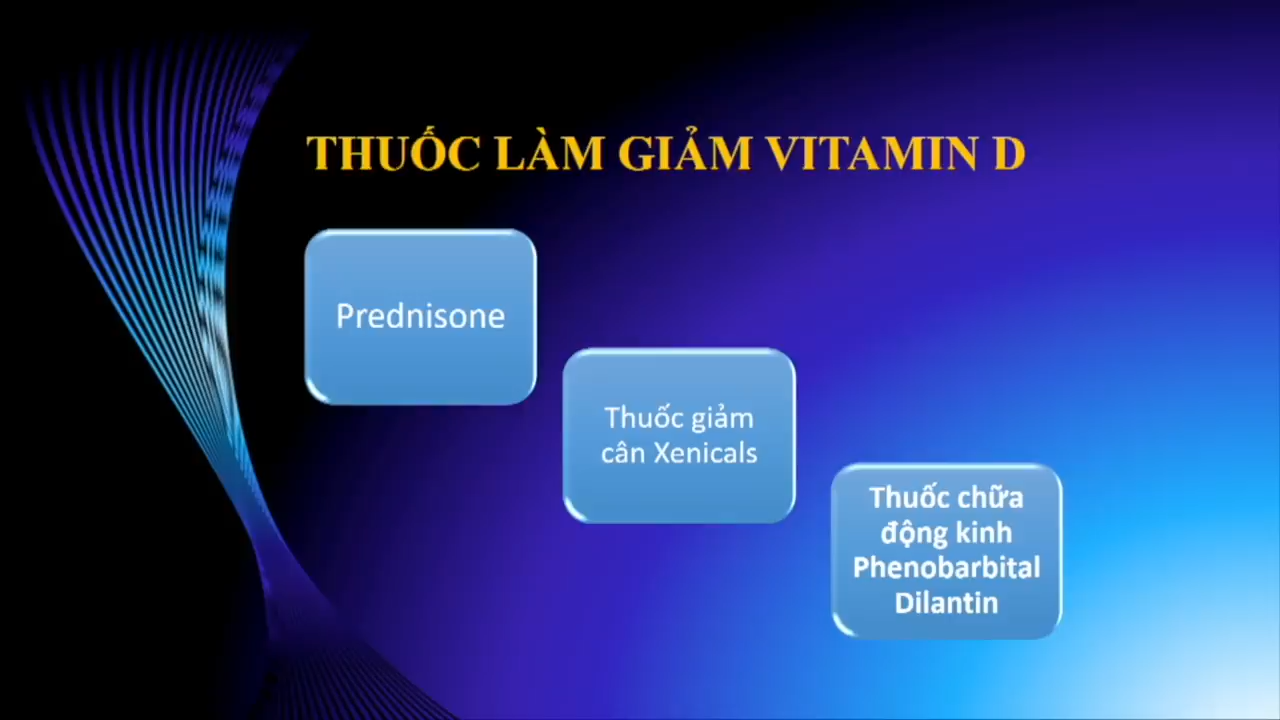 THUỐC LÀM GIẢM VITAMIN D
Prednisone
Thuốc giảm
cân Xenicals
Thuốc chữa
động kinh
Phenobarbital
Dilantin